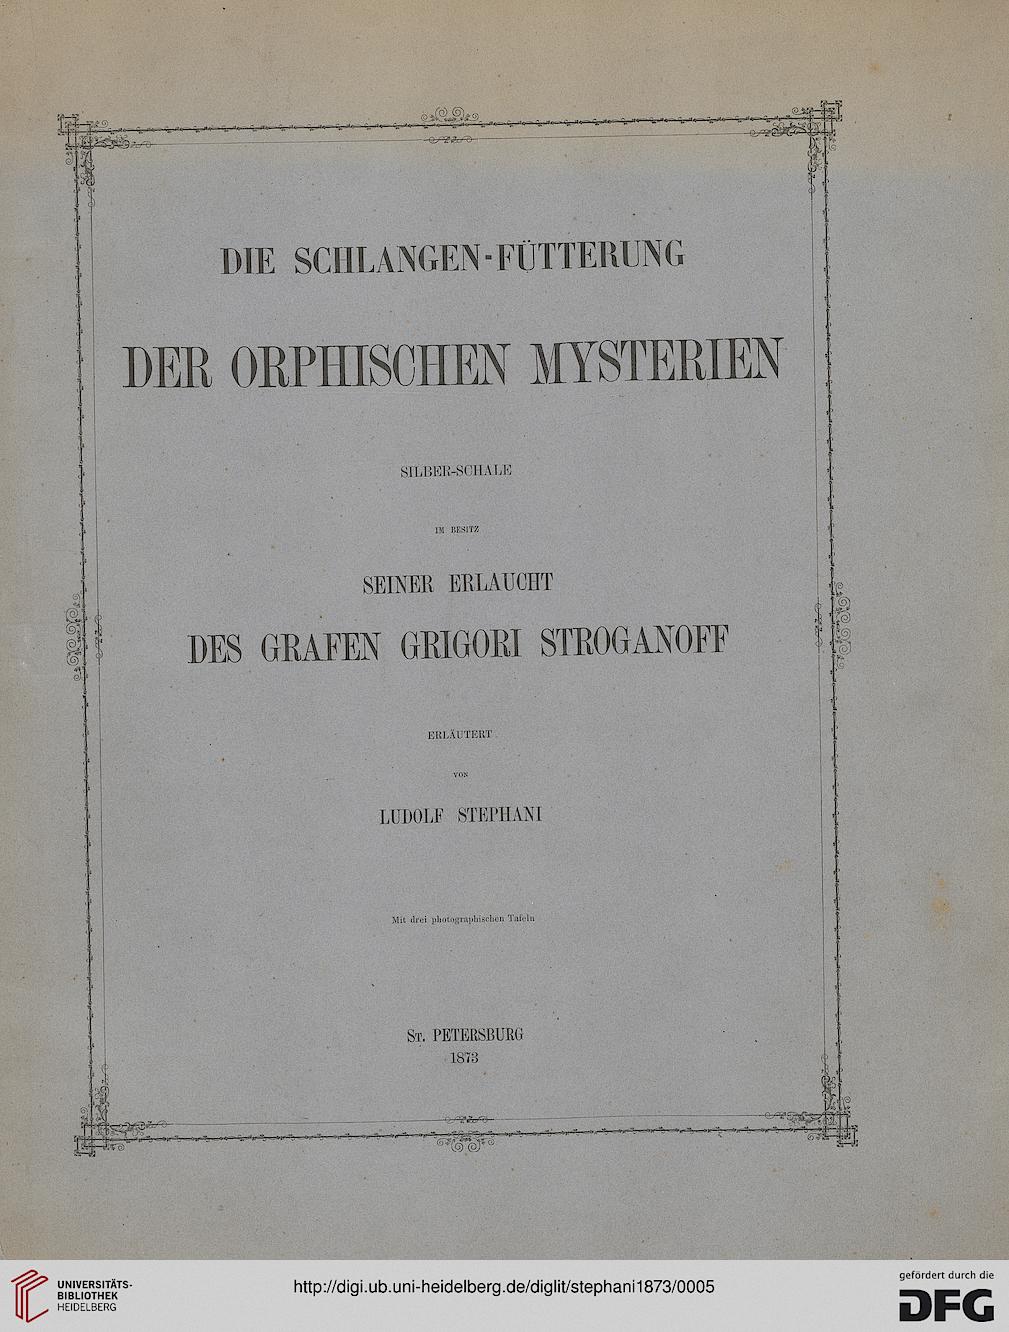 DIE SCHLANGEN-FÜTTERUNG
DER ORPHISCHEN MYSTERIEN
SILBER-SCHALE
IM BESITZ
SEINER ERLAUCHT
DES GRAFEN GRIGORI STROGANOFF
ERLÄUTERT
VON
LUDOLF STEPHANI
Mit drei photographischen Tafeln
ST. PETERSBURG
1873
UNIVERSITÄTS-
BIBLIOTHEK
HEIDELBERG
http://digi.ub.uni-heidelberg.de/diglit/stephani1873/0005
gefördert durch die
DFG